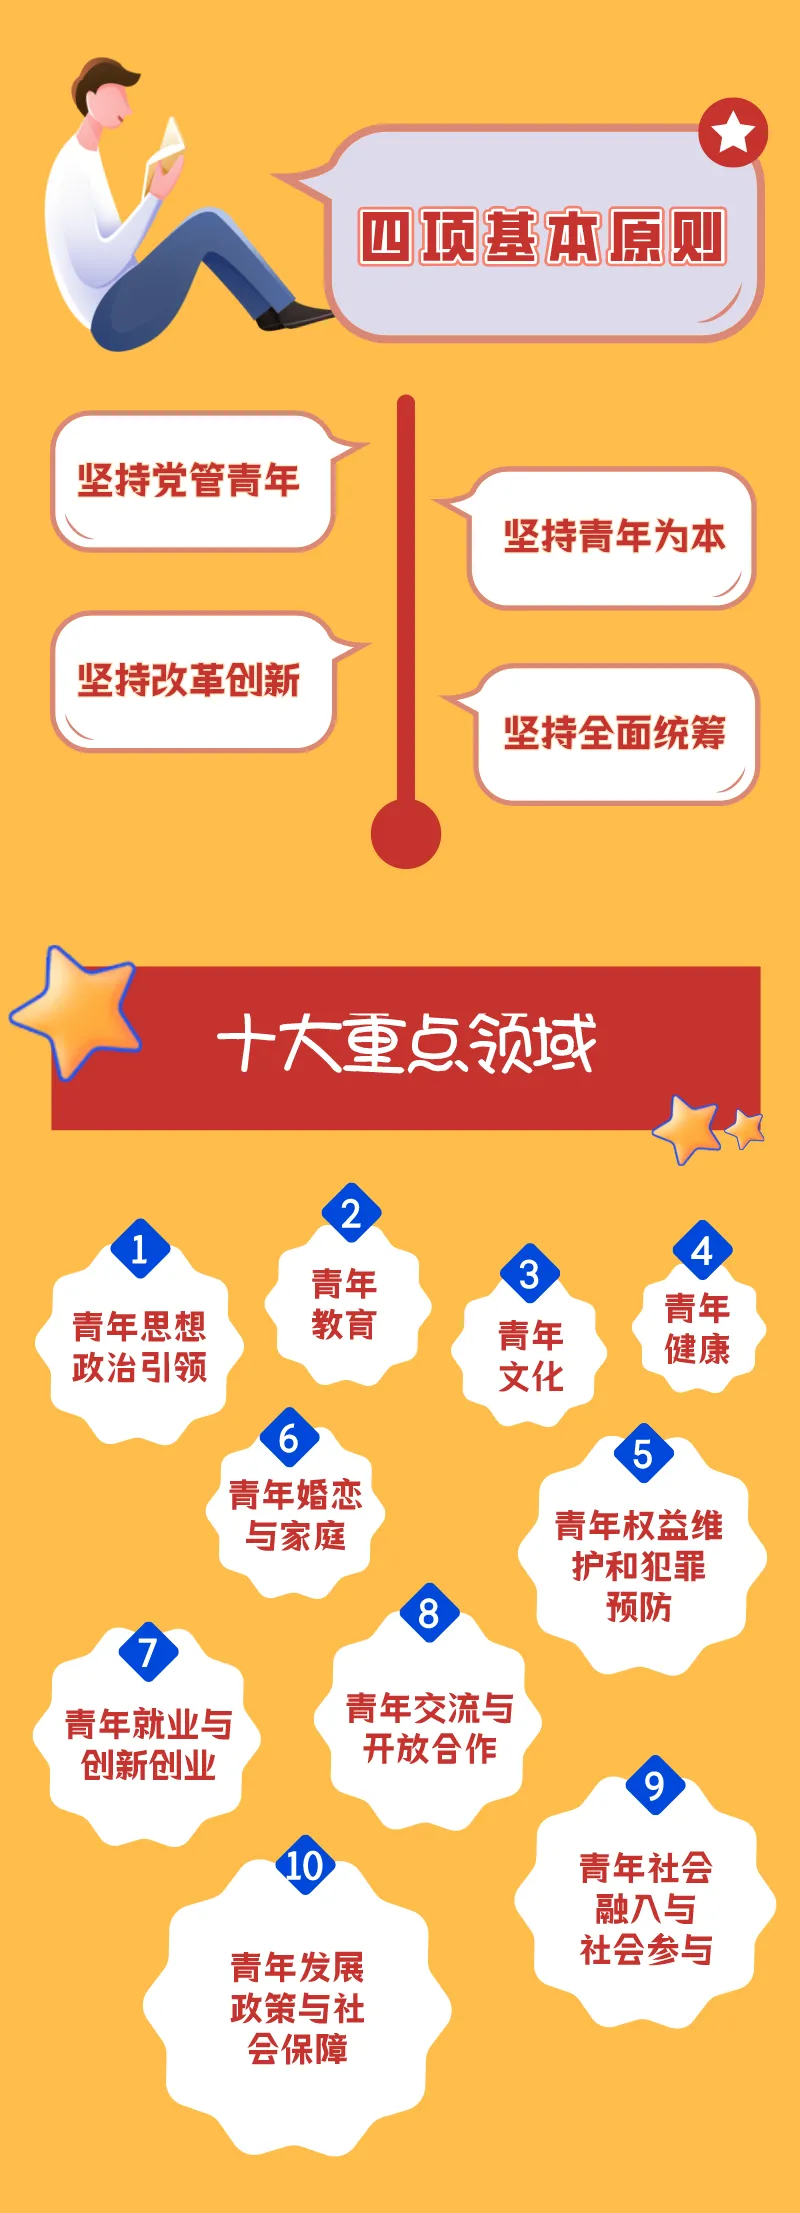 四项基本原则
坚持党管青年
坚持青年为本
坚持改革创新
坚持全面统筹
十大重点领域
1
青年思想
政治引领
2
青年
教育
3
青年
文化
4
青年
健康
5
青年权益维
护和犯罪
预防
6
青年婚恋
与家庭
7
青年就业与
创新创业
8
青年交流与
开放合作
9
青年社会
融入与
社会参与
10
青年发展
政策与社
会保障